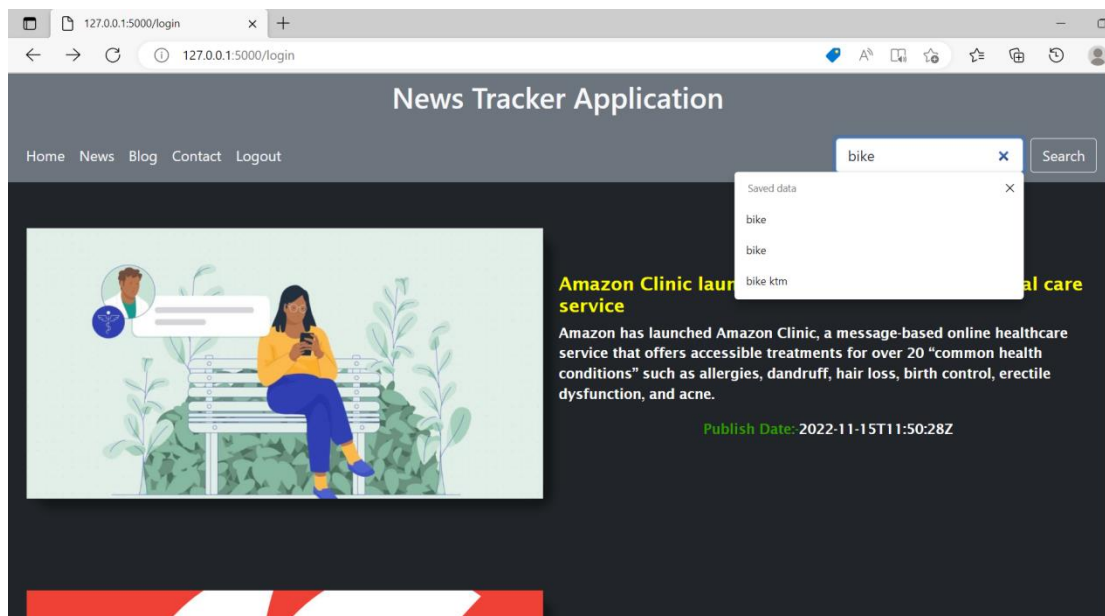 127.0.0.1:5000/login
127.0.0.1:5000/login
News Tracker Application
Home News Blog Contact Logout
bike
Search
Saved data
bike
bike
bike ktm
Amazon Clinic laun al care
service
Amazon has launched Amazon Clinic, a message-based online healthcare
service that offers accessible treatments for over 20 “common health
conditions” such as allergies, dandruff, hair loss, birth control, erectile
dysfunction, and acne.
Publish Date:-2022-11-15T11:50:28Z